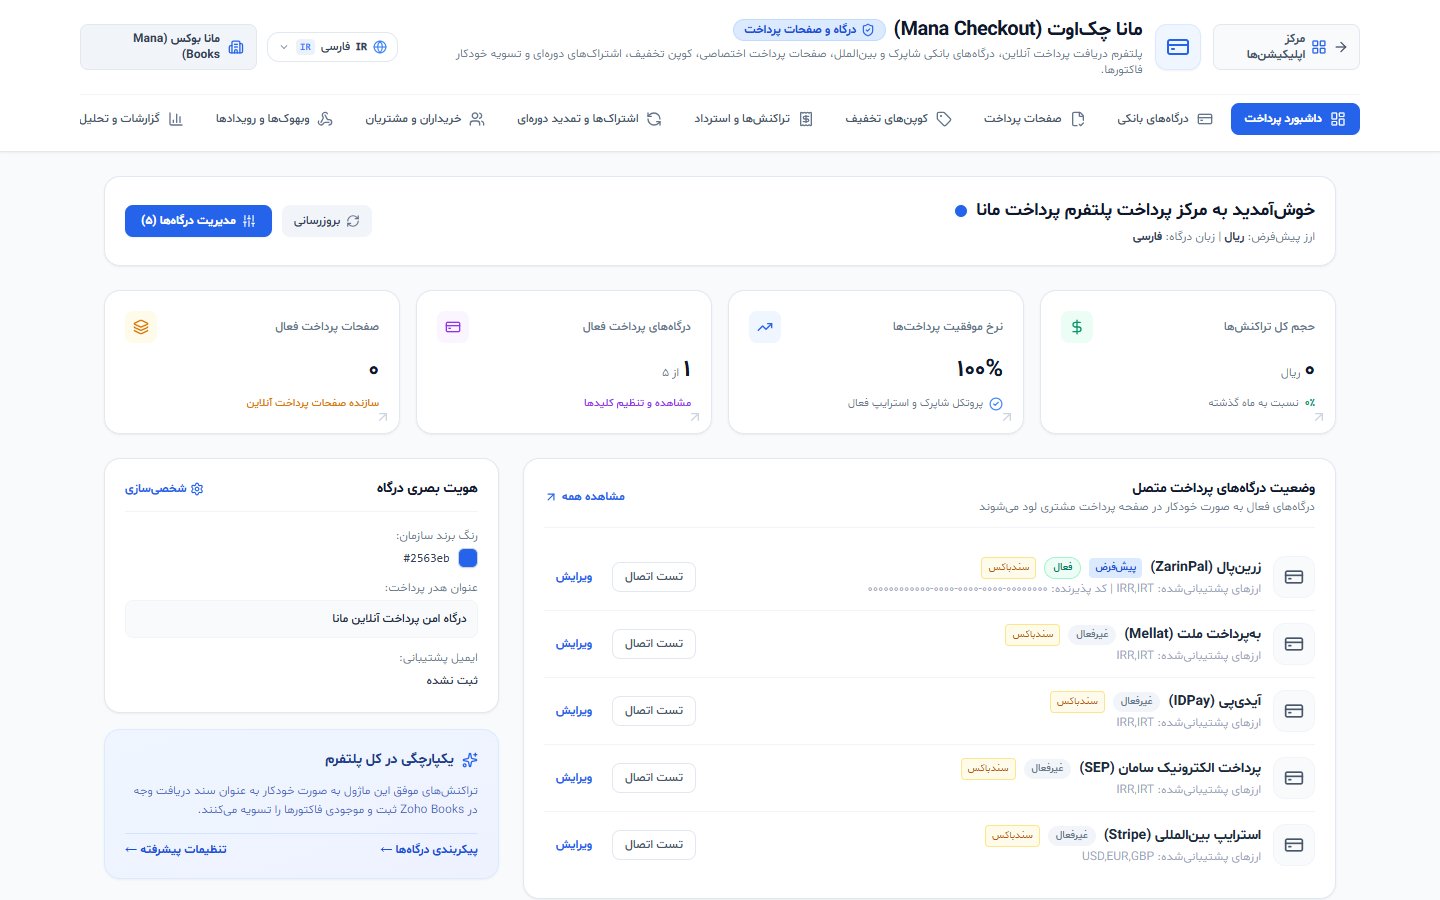 مرکز
اپلیکیشن‌ها
مانا چک‌اوت (Mana Checkout)
درگاه و صفحات پرداخت
پلتفرم دریافت پرداخت آنلاین، درگاه‌های بانکی شاپرک و بین‌الملل، صفحات پرداخت اختصاصی، کوپن تخفیف، اشتراک‌های دوره‌ای و تسویه خودکار
فاکتورها.
IR فارسی IR
مانا بوکس (Mana
Books)
داشبورد پرداخت
درگاه‌های بانکی
صفحات پرداخت
کوپن‌های تخفیف
تراکنش‌ها و استرداد
اشتراک‌ها و تمدید دوره‌ای
خریداران و مشتریان
وبهوک‌ها و رویدادها
گزارشات و تحلیل
خوش‌آمدید به مرکز پرداخت پلتفرم پرداخت مانا
ارز پیش‌فرض: ریال | زبان درگاه: فارسی
بروزرسانی
مدیریت درگاه‌ها (۵)
حجم کل تراکنش‌ها
۰ ریال
۰٪ نسبت به ماه گذشته
نرخ موفقیت پرداخت‌ها
۱۰۰%
پروتکل شاپرک و استرایپ فعال
درگاه‌های پرداخت فعال
۱ از ۵
مشاهده و تنظیم کلیدها
صفحات پرداخت فعال
۰
سازنده صفحات پرداخت آنلاین
وضعیت درگاه‌های پرداخت متصل
درگاه‌های فعال به صورت خودکار در صفحه پرداخت مشتری لود می‌شوند
مشاهده همه
زرین‌پال (ZarinPal) پیش‌فرض فعال سندباکس
ارزهای پشتیبانی‌شده: IRR,IRT | کد پذیرنده: ۰۰۰۰۰۰۰۰-۰۰۰۰-۰۰۰۰-۰۰۰۰-۰۰۰۰۰۰۰۰۰۰۰۰
تست اتصال
ویرایش
به‌پرداخت ملت (Mellat) غیرفعال سندباکس
ارزهای پشتیبانی‌شده: IRR,IRT
تست اتصال
ویرایش
آیدی‌پی (IDPay) غیرفعال سندباکس
ارزهای پشتیبانی‌شده: IRR,IRT
تست اتصال
ویرایش
پرداخت الکترونیک سامان (SEP) غیرفعال سندباکس
ارزهای پشتیبانی‌شده: IRR,IRT
تست اتصال
ویرایش
استرایپ بین‌المللی (Stripe) غیرفعال سندباکس
ارزهای پشتیبانی‌شده: USD,EUR,GBP
تست اتصال
ویرایش
هویت بصری درگاه
شخصی‌سازی
رنگ برند سازمان:
#2563eb
عنوان هدر پرداخت:
درگاه امن پرداخت آنلاین مانا
ایمیل پشتیبانی:
ثبت نشده
یکپارچگی در کل پلتفرم
تراکنش‌های موفق این ماژول به صورت خودکار به عنوان سند دریافت وجه
در Zoho Books ثبت و موجودی فاکتورها را تسویه می‌کنند.
پیکربندی درگاه‌ها ←
تنظیمات پیشرفته ←